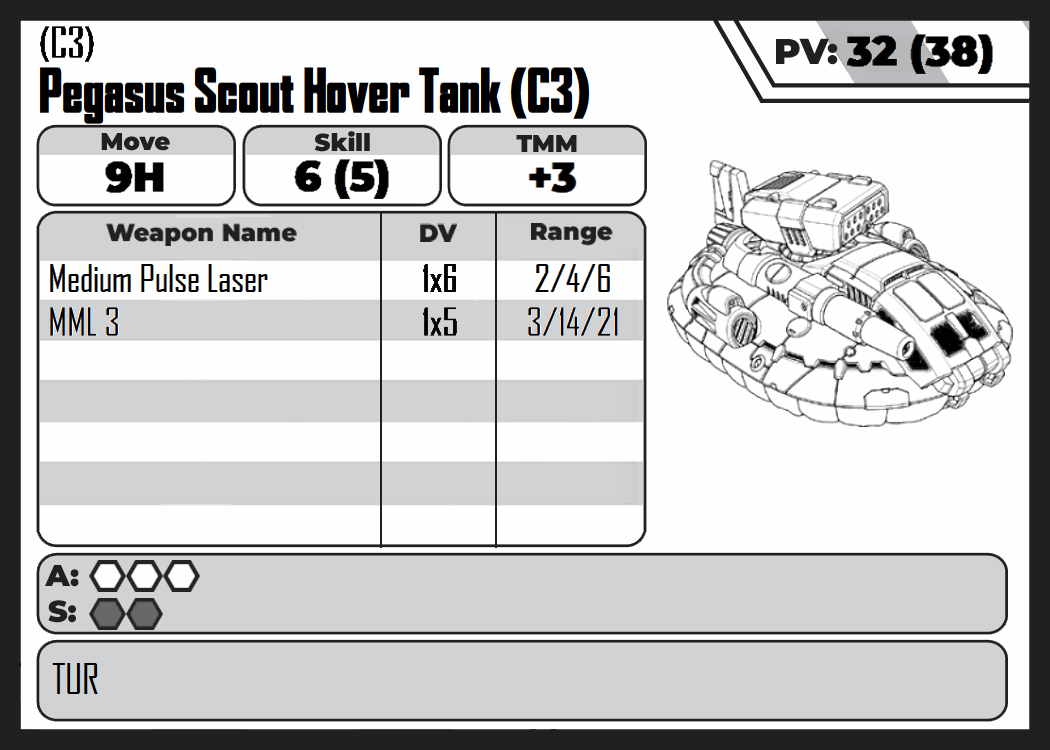 (C3)
Pegasus Scout Hover Tank (C3)
PV: 32 (38)
Move
9H
Skill
6 (5)
TMM
+3
Weapon Name DV Range
Medium Pulse Laser 1x6 2/4/6
MML 3 1x5 3/14/21
A:
S:
TUR